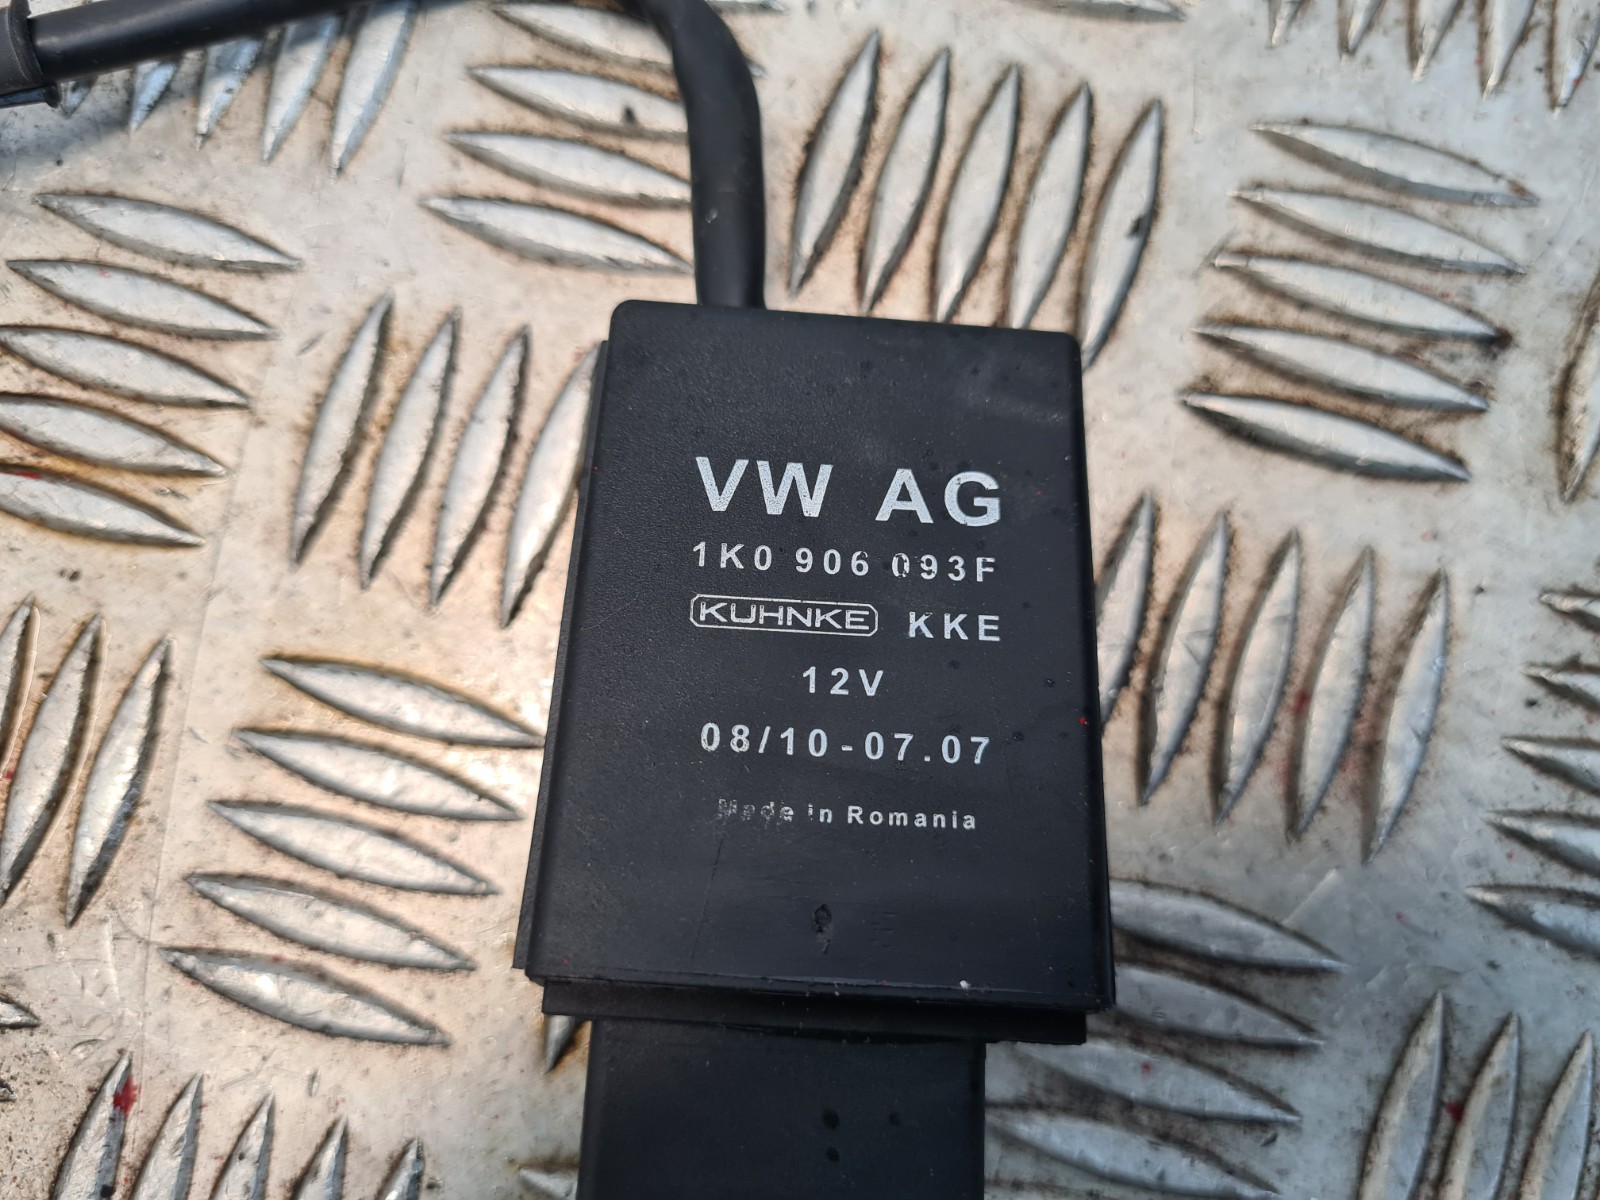 VW AG
1K0 906 093F
KUHNKE KKE
12V
08/10-07.07
Made in Romania